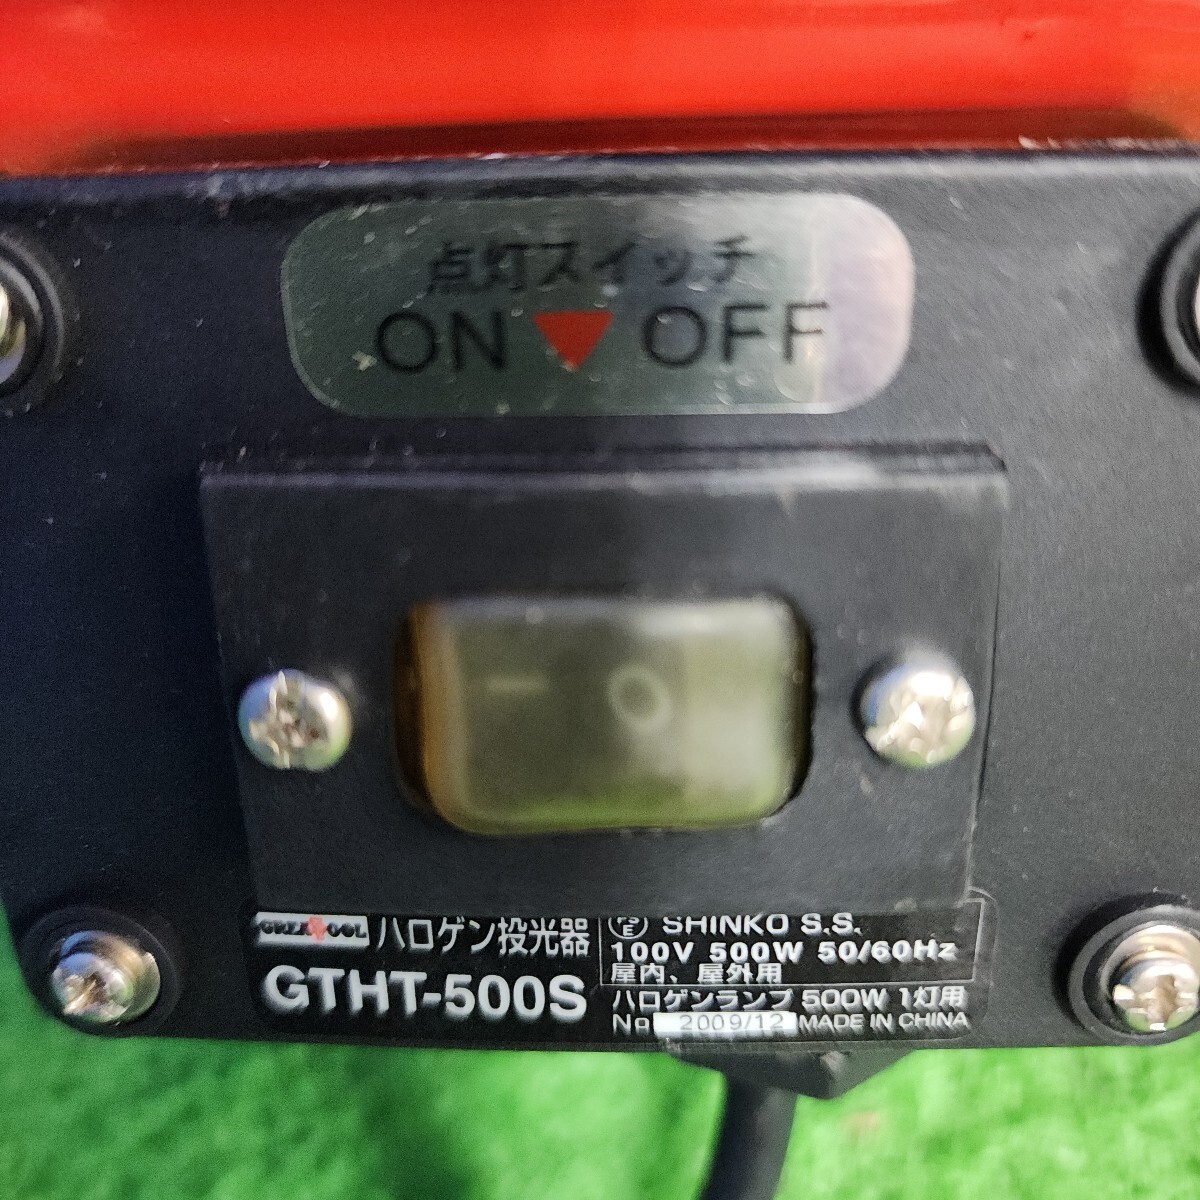 点灯スイッチ
ON▼OFF
— O
GREATTOOL ハロゲン投光器
GTHT-500S
PSE SHINKO S.S.
100V 500W 50/60Hz
屋内、屋外用
ハロゲンランプ 500W 1灯用
No 2009/12 MADE IN CHINA